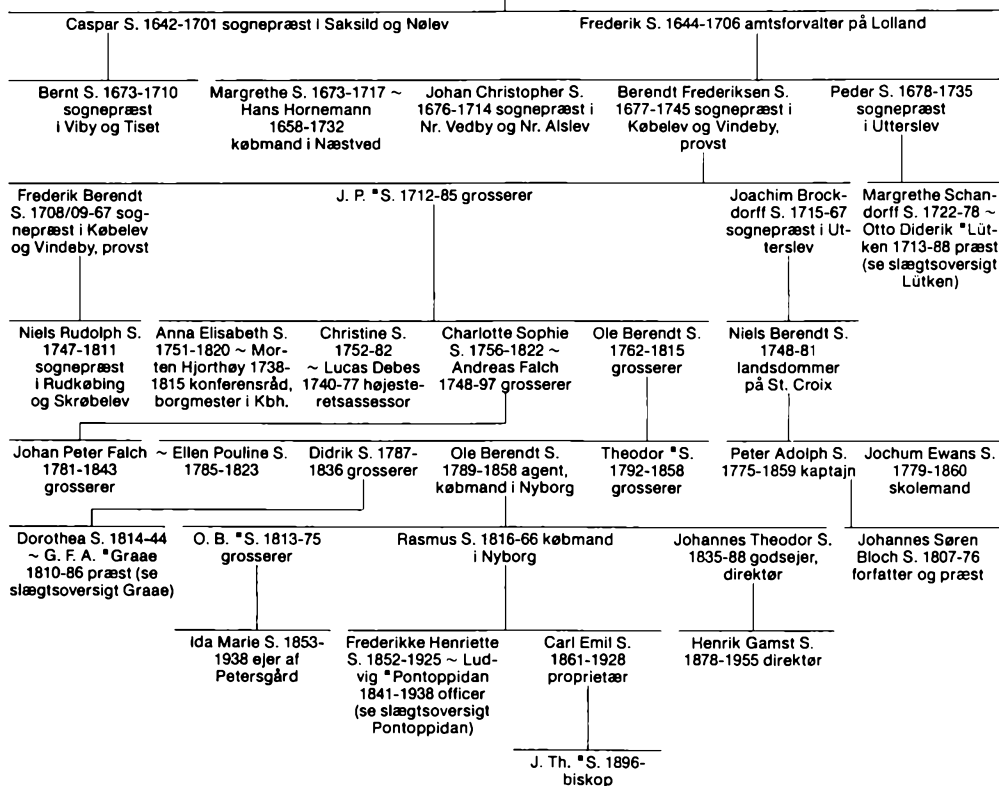 Caspar S. 1642-1701 sognepræst i Saksild og Nølev
Frederik S. 1644-1706 amtsforvalter på Lolland
Bernt S. 1673-1710
sognepræst
i Viby og Tiset
Margrethe S. 1673-1717 ~
Hans Hornemann
1658-1732
købmand i Næstved
Johan Christopher S.
1676-1714 sognepræst i
Nr. Vedby og Nr. Alslev
Berendt Frederiksen S.
1677-1745 sognepræst i
Købelev og Vindeby,
provst
Peder S. 1678-1735
sognepræst
i Utterslev
Frederik Berendt
S. 1708/09-67 sog-
nepræst i Købelev
og Vindeby, provst
J. P. *S. 1712-85 grosserer
Joachim Brock-
dorff S. 1715-67
sognepræst i Ut-
terslev
Margrethe Schan-
dorff S. 1722-78 ~
Otto Diderik *Lüt-
ken 1713-88 præst
(se slægtsoversigt
Lütken)
Niels Rudolph S.
1747-1811
sognepræst
i Rudkøbing
og Skrøbelev
Anna Elisabeth S.
1751-1820 ~ Mor-
ten Hjorthøy 1738-
1815 konferensråd,
borgmester i Kbh.
Christine S.
1752-82
~ Lucas Debes
1740-77 højeste-
retsassessor
Charlotte Sophie
S. 1756-1822 ~
Andreas Falch
1748-97 grosserer
Ole Berendt S.
1762-1815
grosserer
Niels Berendt S.
1748-81
landsdommer
på St. Croix
Johan Peter Falch
1781-1843
grosserer
~ Ellen Pouline S.
1785-1823
Didrik S. 1787-
1836 grosserer
Ole Berendt S.
1789-1858 agent,
købmand i Nyborg
Theodor *S.
1792-1858
grosserer
Peter Adolph S.
1775-1859 kaptajn
Jochum Ewans S.
1779-1860
skolemand
Dorothea S. 1814-44
~ G. F. A. *Graae
1810-86 præst (se
slægtsoversigt Graae)
O. B. *S. 1813-75
grosserer
Rasmus S. 1816-66 købmand
i Nyborg
Johannes Theodor S.
1835-88 godsejer,
direktør
Johannes Søren
Bloch S. 1807-76
forfatter og præst
Ida Marie S. 1853-
1938 ejer af
Petersgård
Frederikke Henriette
S. 1852-1925 ~ Lud-
vig *Pontoppidan
1841-1938 officer
(se slægtsoversigt
Pontoppidan)
Carl Emil S.
1861-1928
proprietær
Henrik Gamst S.
1878-1955 direktør
J. Th. *S. 1896-
biskop